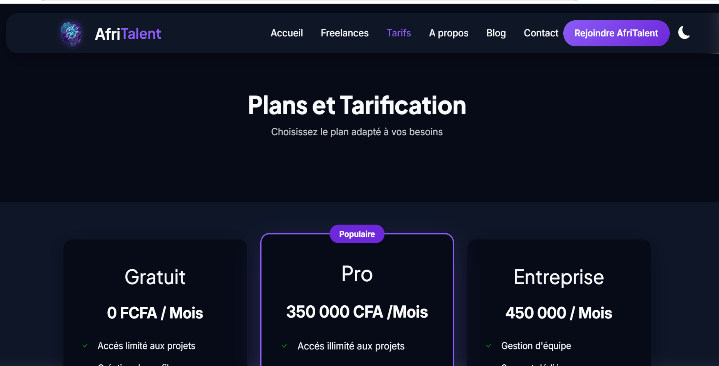 AfriTalent
Accueil Freelances Tarifs A propos Blog Contact Rejoindre AfriTalent
Plans et Tarification
Choisissez le plan adapté à vos besoins
Populaire
Gratuit
0 FCFA / Mois
Accés limité aux projets
Pro
350 000 CFA /Mois
Accés illimité aux projets
Entreprise
450 000 / Mois
Gestion d'équipe